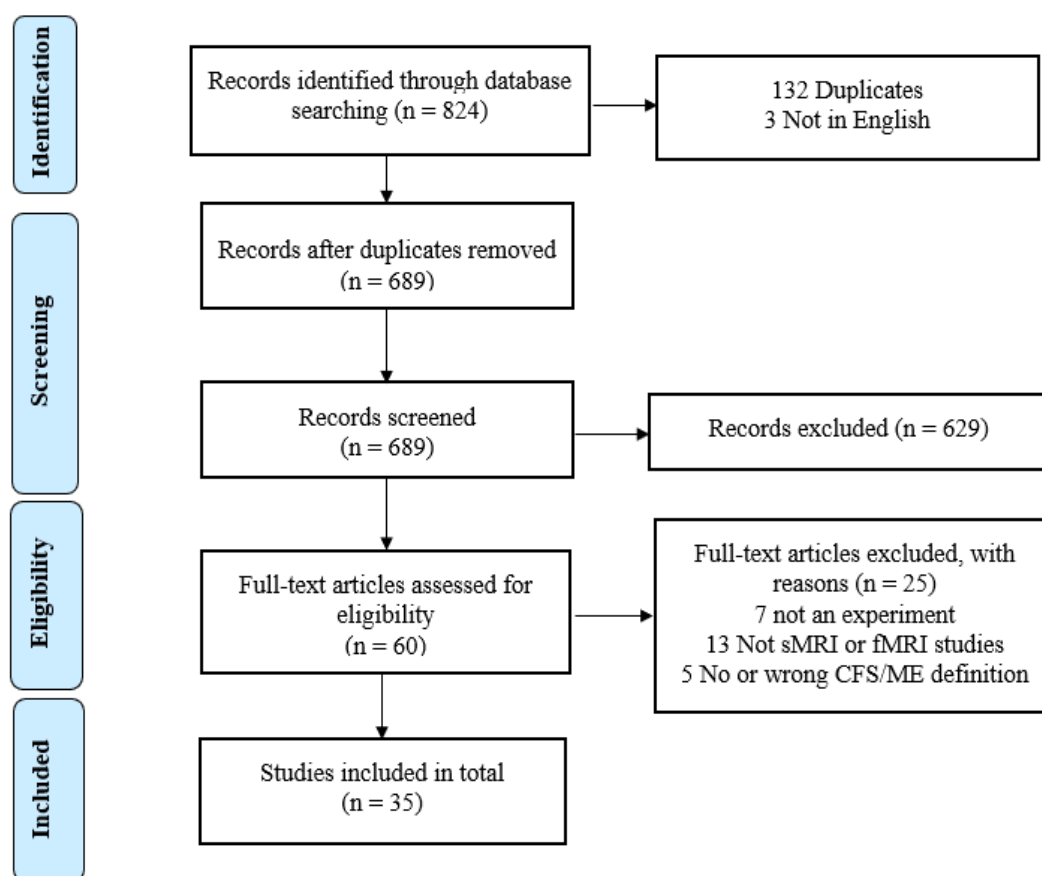 Identification
Records identified through database
searching (n = 824)
132 Duplicates
3 Not in English
Screening
Records after duplicates removed
(n = 689)
Records screened
(n = 689)
Records excluded (n = 629)
Eligibility
Full-text articles assessed for
eligibility
(n = 60)
Full-text articles excluded, with
reasons (n = 25)
7 not an experiment
13 Not sMRI or fMRI studies
5 No or wrong CFS/ME definition
Included
Studies included in total
(n = 35)